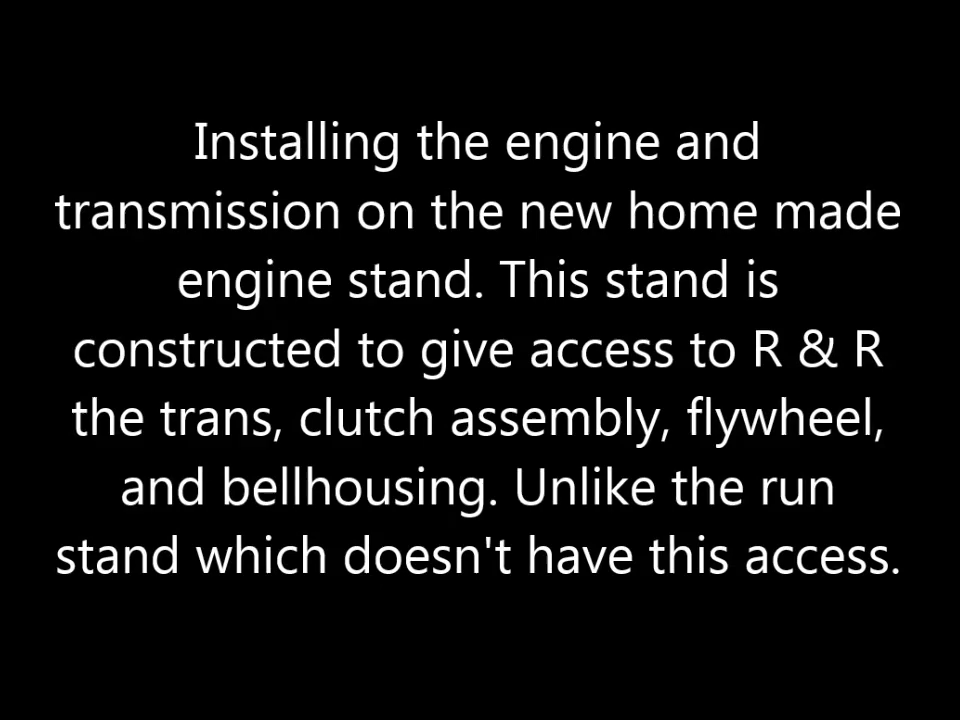 Installing the engine and
transmission on the new home made
engine stand. This stand is
constructed to give access to R & R
the trans, clutch assembly, flywheel,
and bellhousing. Unlike the run
stand which doesn't have this access.